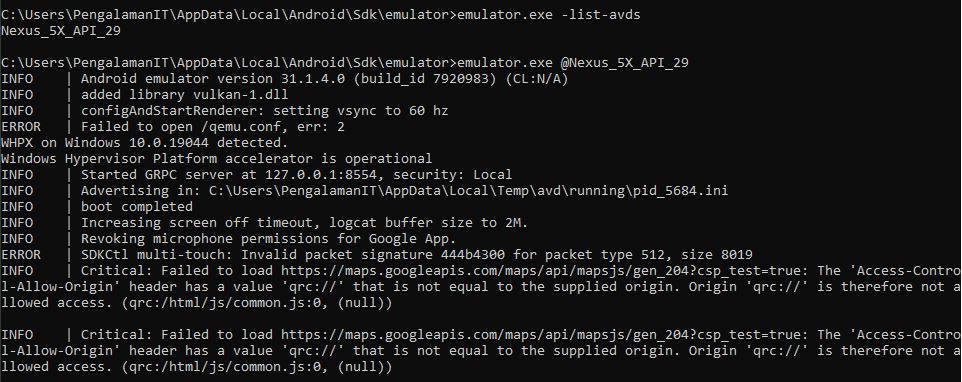 C:\Users\PengalamanIT\AppData\Local\Android\Sdk\emulator>emulator.exe -list-avds
Nexus_5X_API_29

C:\Users\PengalamanIT\AppData\Local\Android\Sdk\emulator>emulator.exe @Nexus_5X_API_29
INFO    | Android emulator version 31.1.4.0 (build_id 7920983) (CL:N/A)
INFO    | added library vulkan-1.dll
INFO    | configAndStartRenderer: setting vsync to 60 hz
ERROR   | Failed to open /qemu.conf, err: 2
WHPX on Windows 10.0.19044 detected.
Windows Hypervisor Platform accelerator is operational
INFO    | Started GRPC server at 127.0.0.1:8554, security: Local
INFO    | Advertising in: C:\Users\PengalamanIT\AppData\Local\Temp\avd\running\pid_5684.ini
INFO    | boot completed
INFO    | Increasing screen off timeout, logcat buffer size to 2M.
INFO    | Revoking microphone permissions for Google App.
ERROR   | SDKCtl multi-touch: Invalid packet signature 444b4300 for packet type 512, size 8019
INFO    | Critical: Failed to load https://maps.googleapis.com/maps/api/mapsjs/gen_204?csp_test=true: The 'Access-Contro
l-Allow-Origin' header has a value 'qrc://' that is not equal to the supplied origin. Origin 'qrc://' is therefore not a
llowed access. (qrc:/html/js/common.js:0, (null))

INFO    | Critical: Failed to load https://maps.googleapis.com/maps/api/mapsjs/gen_204?csp_test=true: The 'Access-Contro
l-Allow-Origin' header has a value 'qrc://' that is not equal to the supplied origin. Origin 'qrc://' is therefore not a
llowed access. (qrc:/html/js/common.js:0, (null))